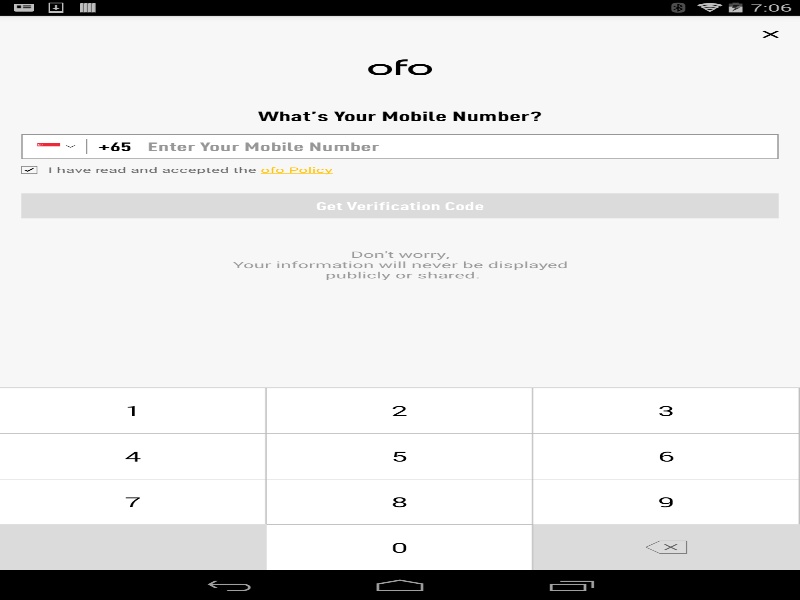 7:06
ofo
What's Your Mobile Number?
+65 Enter Your Mobile Number
I have read and accepted the ofo Policy
Get Verification Code
Don't worry,
Your information will never be displayed
publicly or shared.
1 2 3
4 5 6
7 8 9
0